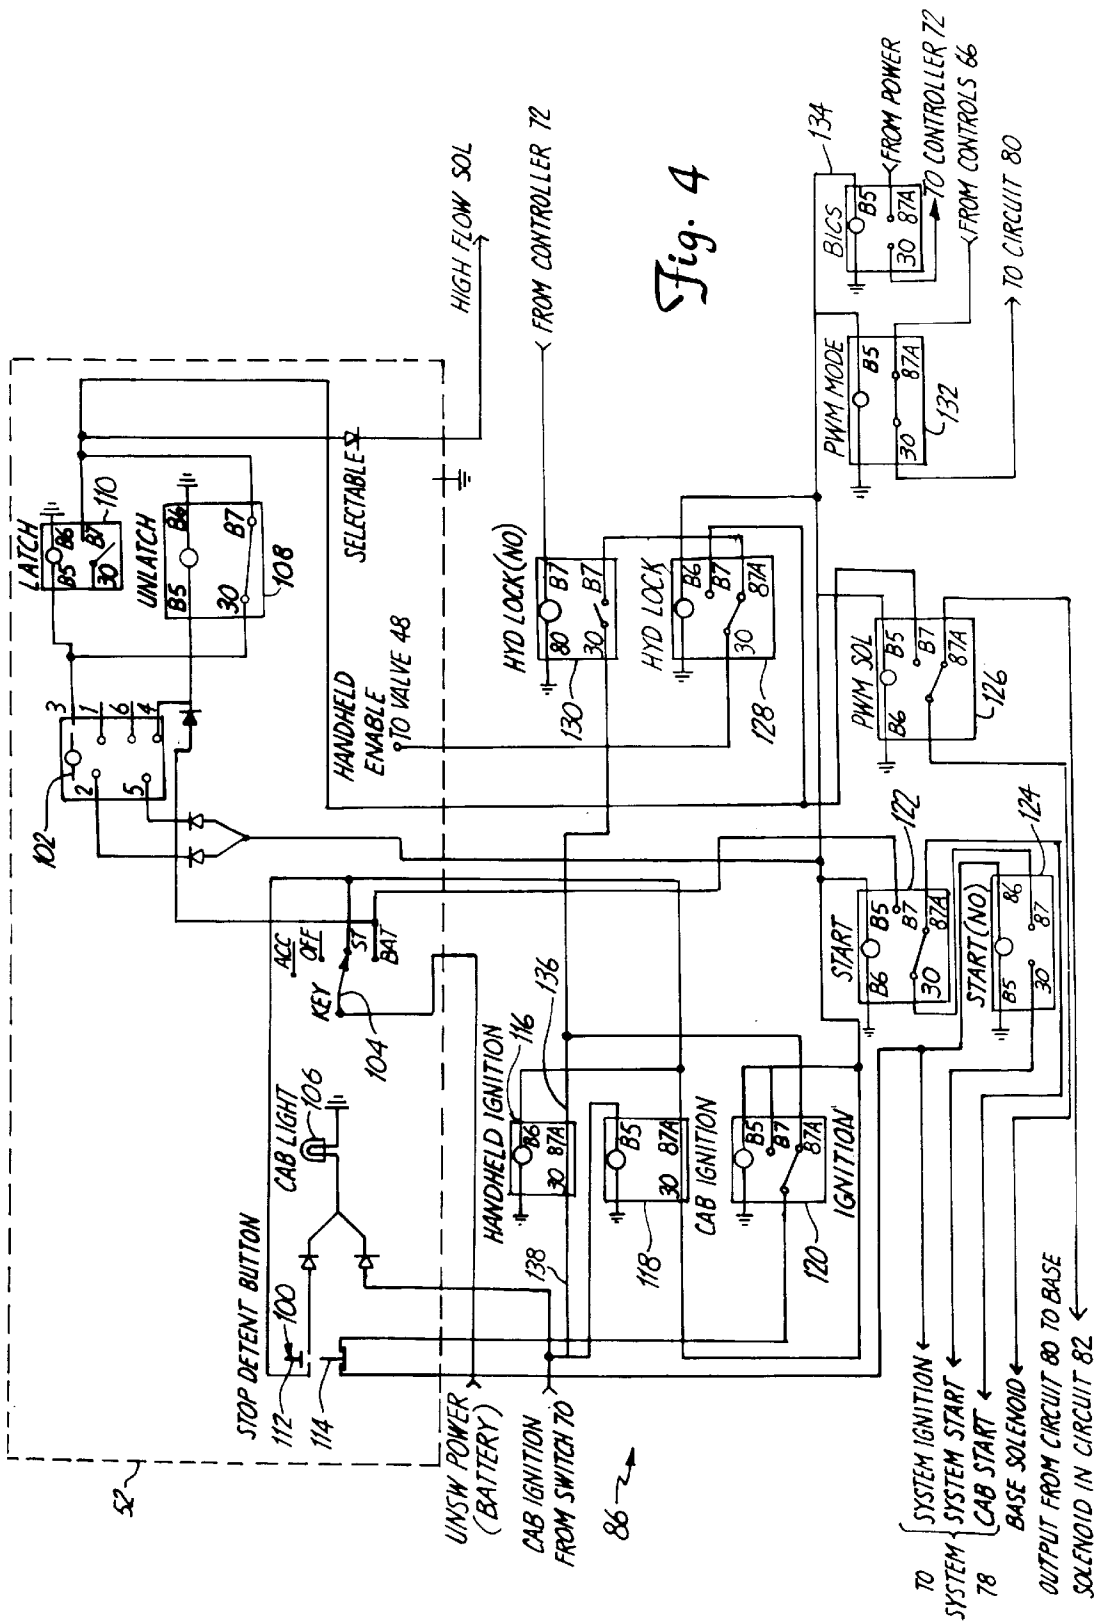 52
STOP DETENT BUTTON
112
100
114
CAB LIGHT
106
KEY
ACC
OFF
ST
BAT
104
102
3
2
1
5
6
4
LATCH
B6
B5
B7
30
110
UNLATCH
B5
B6
30
B7
108
SELECTABLE
HIGH FLOW SOL
HANDHELD
ENABLE
TO VALVE 48
UNSW POWER
(BATTERY)
CAB IGNITION
FROM SWITCH 70
86
HANDHELD IGNITION
116
B6
30 87A
136
138
B5
30 87A
118
CAB IGNITION
B5
B7
87A
120
IGNITION
HYD LOCK (NO)
80 B7
30 B7
130
FROM CONTROLLER 72
HYD LOCK
B6
B7
30 87A
128
Fig. 4
START
B6 B5
B7
30 87A
122
START (NO)
B5 86
30 87
124
PWM SOL
B6 B5
B7
87A
126
PWM MODE
B5
30 87A
132
BICS
B5
30 87A
134
FROM POWER
TO CONTROLLER 72
FROM CONTROLS 66
TO CIRCUIT 80
TO
SYSTEM
78
SYSTEM IGNITION
SYSTEM START
CAB START
BASE SOLENOID
OUTPUT FROM CIRCUIT 80 TO BASE
SOLENOID IN CIRCUIT 82